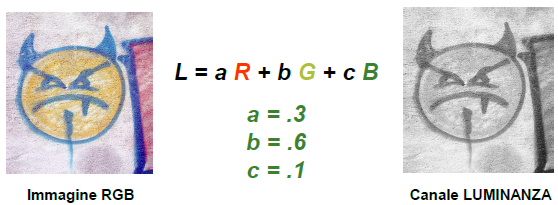 L = a R + b G + c B
a = .3
b = .6
c = .1
Immagine RGB
Canale LUMINANZA